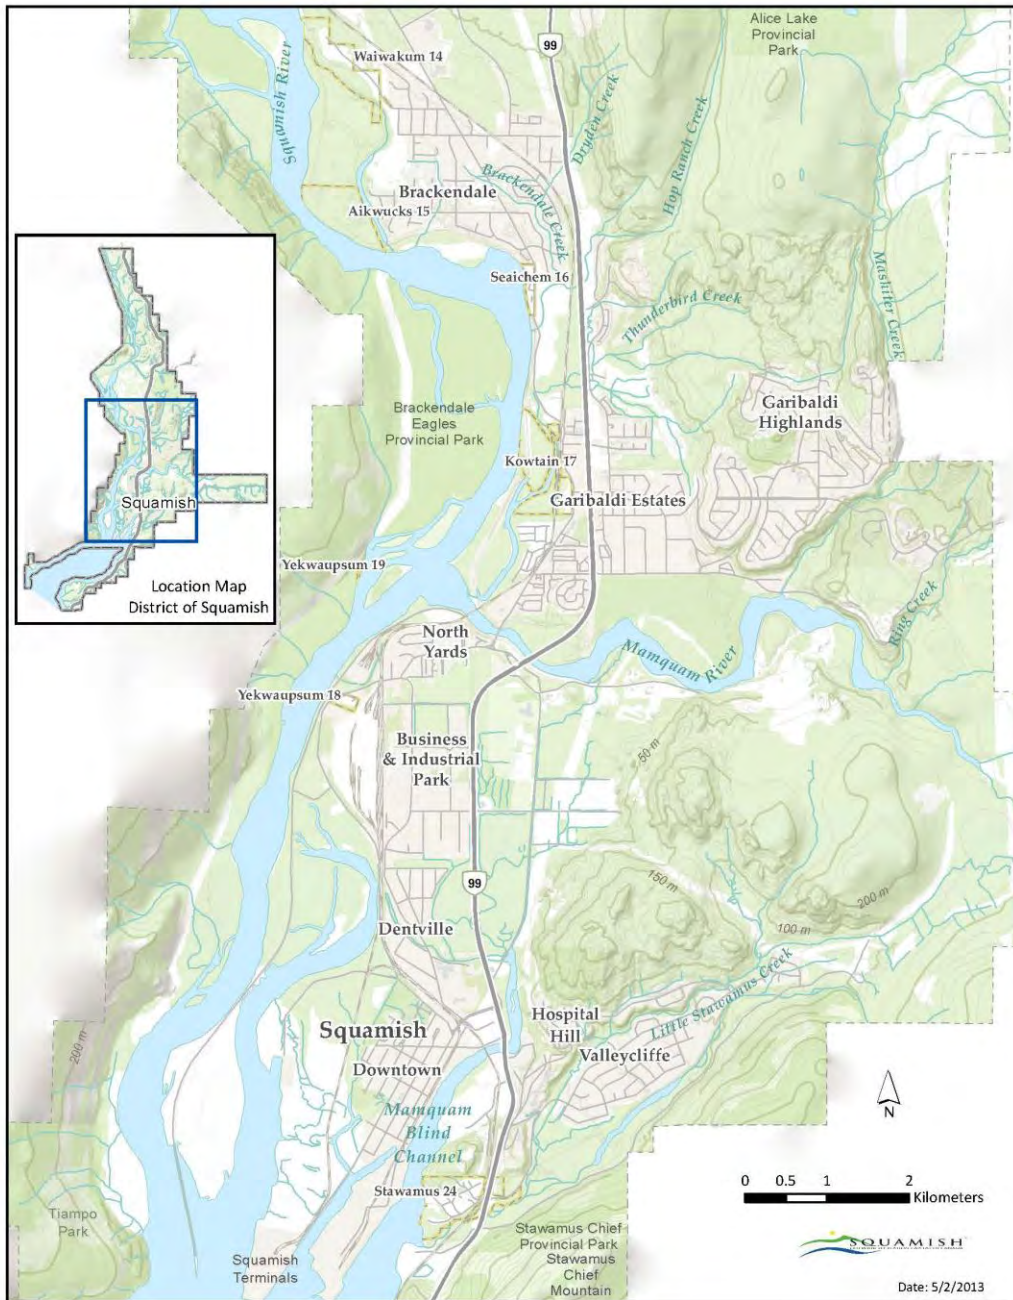 Alice Lake
Provincial
Park
99
Waiwakum 14
Squamish River
Dryden Creek
Hop Ranch Creek
Brackendale
Brackendale Creek
Aikwucks 15
Seaichem 16
Mashiter Creek
Thunderbird Creek
Garibaldi
Highlands
Brackendale
Eagles
Provincial Park
Kowtain 17
Garibaldi Estates
Squamish
Location Map
District of Squamish
Yekwaupsum 19
Ring Creek
North
Yards
Mamquam River
Yekwaupsum 18
Business
& Industrial
Park
50 m
99
150 m
200 m
100 m
Dentville
Little Stawamus Creek
Hospital
Hill
Squamish
Downtown
Valleycliffe
200 m
Mamquam
Blind
Channel
N
Stawamus 24
0 0.5 1 2
Kilometers
Tiampo
Park
Stawamus Chief
Provincial Park
Stawamus
Chief
Mountain
Squamish
Terminals
SQUAMISH
Date: 5/2/2013